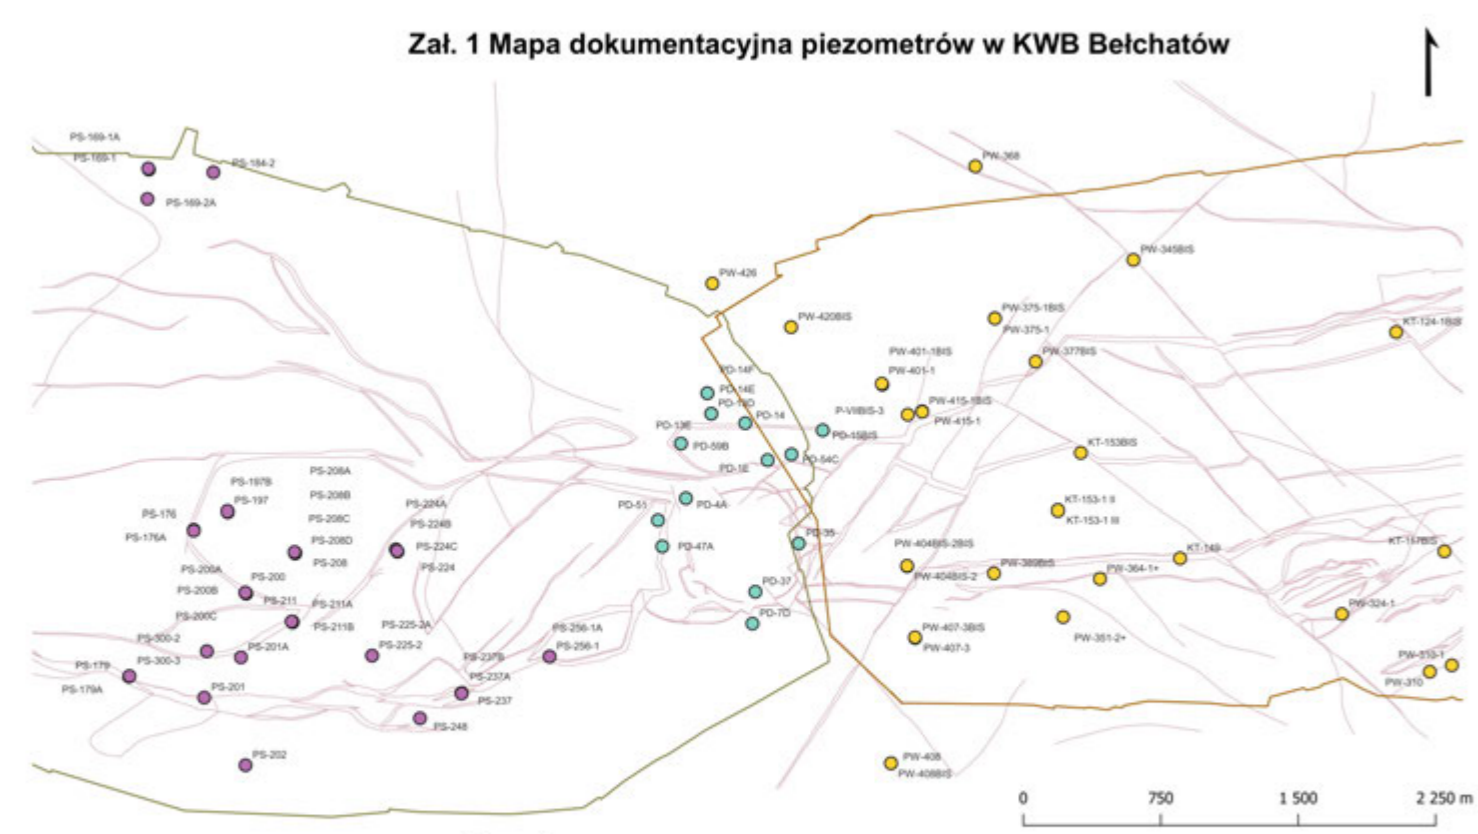 Zał. 1 Mapa dokumentacyjna piezometrów w KWB Bełchatów
PS-169-1A
PS-169-1
PS-184-2
PS-169-2A
PW-368
PW-345BIS
PW-426
PW-420BIS
PW-375-1BIS
PW-375-1
KT-124-1BIS
PW-377BIS
PW-401-1BIS
PW-401-1
PD-14F
PD-14E
PD-13D
PD-14
PW-415-1BIS
PW-415-1
P-VIIBIS-3
PD-15BIS
PD-13E
PD-59B
PD-1E
PD-54C
KT-153BIS
PS-208A
PS-197B
PS-197
PS-208B
PS-208C
PS-208D
PS-208
PS-176
PS-176A
PS-224A
PS-224B
PS-224C
PS-224
PD-51
PD-4A
PD-47A
PD-35
KT-153-1 II
KT-153-1 III
PW-404BIS-2BIS
PW-404BIS-2
PW-389BIS
KT-149
PW-364-1+
KT-157BIS
PS-200A
PS-200
PS-200B
PS-200C
PS-211
PS-211A
PS-211B
PD-37
PD-7D
PW-324-1
PW-351-2+
PW-407-3BIS
PW-407-3
PS-300-2
PS-300-3
PS-201A
PS-225-2A
PS-225-2
PS-256-1A
PS-256-1
PS-237B
PS-237A
PS-237
PS-179
PS-179A
PS-201
PS-248
PW-310-1
PW-310
PS-202
PW-408
PW-408BIS
0 750 1 500 2 250 m